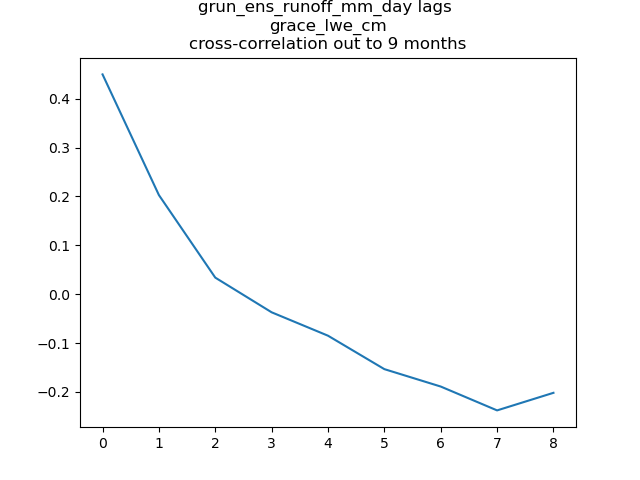 grun_ens_runoff_mm_day lags
grace_lwe_cm
cross-correlation out to 9 months
0.4
0.3
0.2
0.1
0.0
−0.1
−0.2
0 1 2 3 4 5 6 7 8